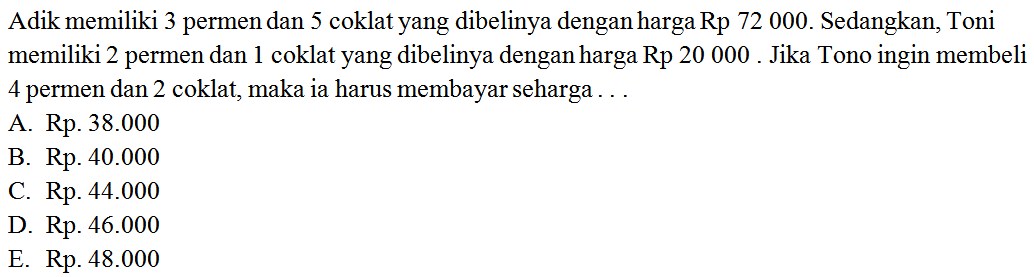 Adik memiliki 3 permen dan 5 coklat yang dibelinya dengan harga Rp 72 000. Sedangkan, Toni
memiliki 2 permen dan 1 coklat yang dibelinya dengan harga Rp 20 000 . Jika Tono ingin membeli
4 permen dan 2 coklat, maka ia harus membayar seharga . . .
A. Rp. 38.000
B. Rp. 40.000
C. Rp. 44.000
D. Rp. 46.000
E. Rp. 48.000